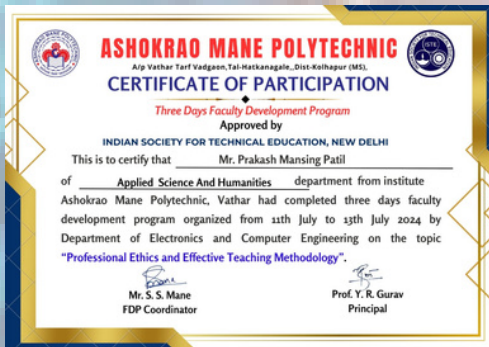 ASHOKRAO MANE POLYTECHNIC
A/p Vathar Tarf Vadgaon,Tal-Hatkanagale,,Dist-Kolhapur (MS),
CERTIFICATE OF PARTICIPATION
Three Days Faculty Development Program
Approved by
INDIAN SOCIETY FOR TECHNICAL EDUCATION, NEW DELHI
This is to certify that Mr. Prakash Mansing Patil
of Applied Science And Humanities department from institute
Ashokrao Mane Polytechnic, Vathar had completed three days faculty
development program organized from 11th July to 13th July 2024 by
Department of Electronics and Computer Engineering on the topic
“Professional Ethics and Effective Teaching Methodology”.
Mr. S. S. Mane
FDP Coordinator
Prof. Y. R. Gurav
Principal